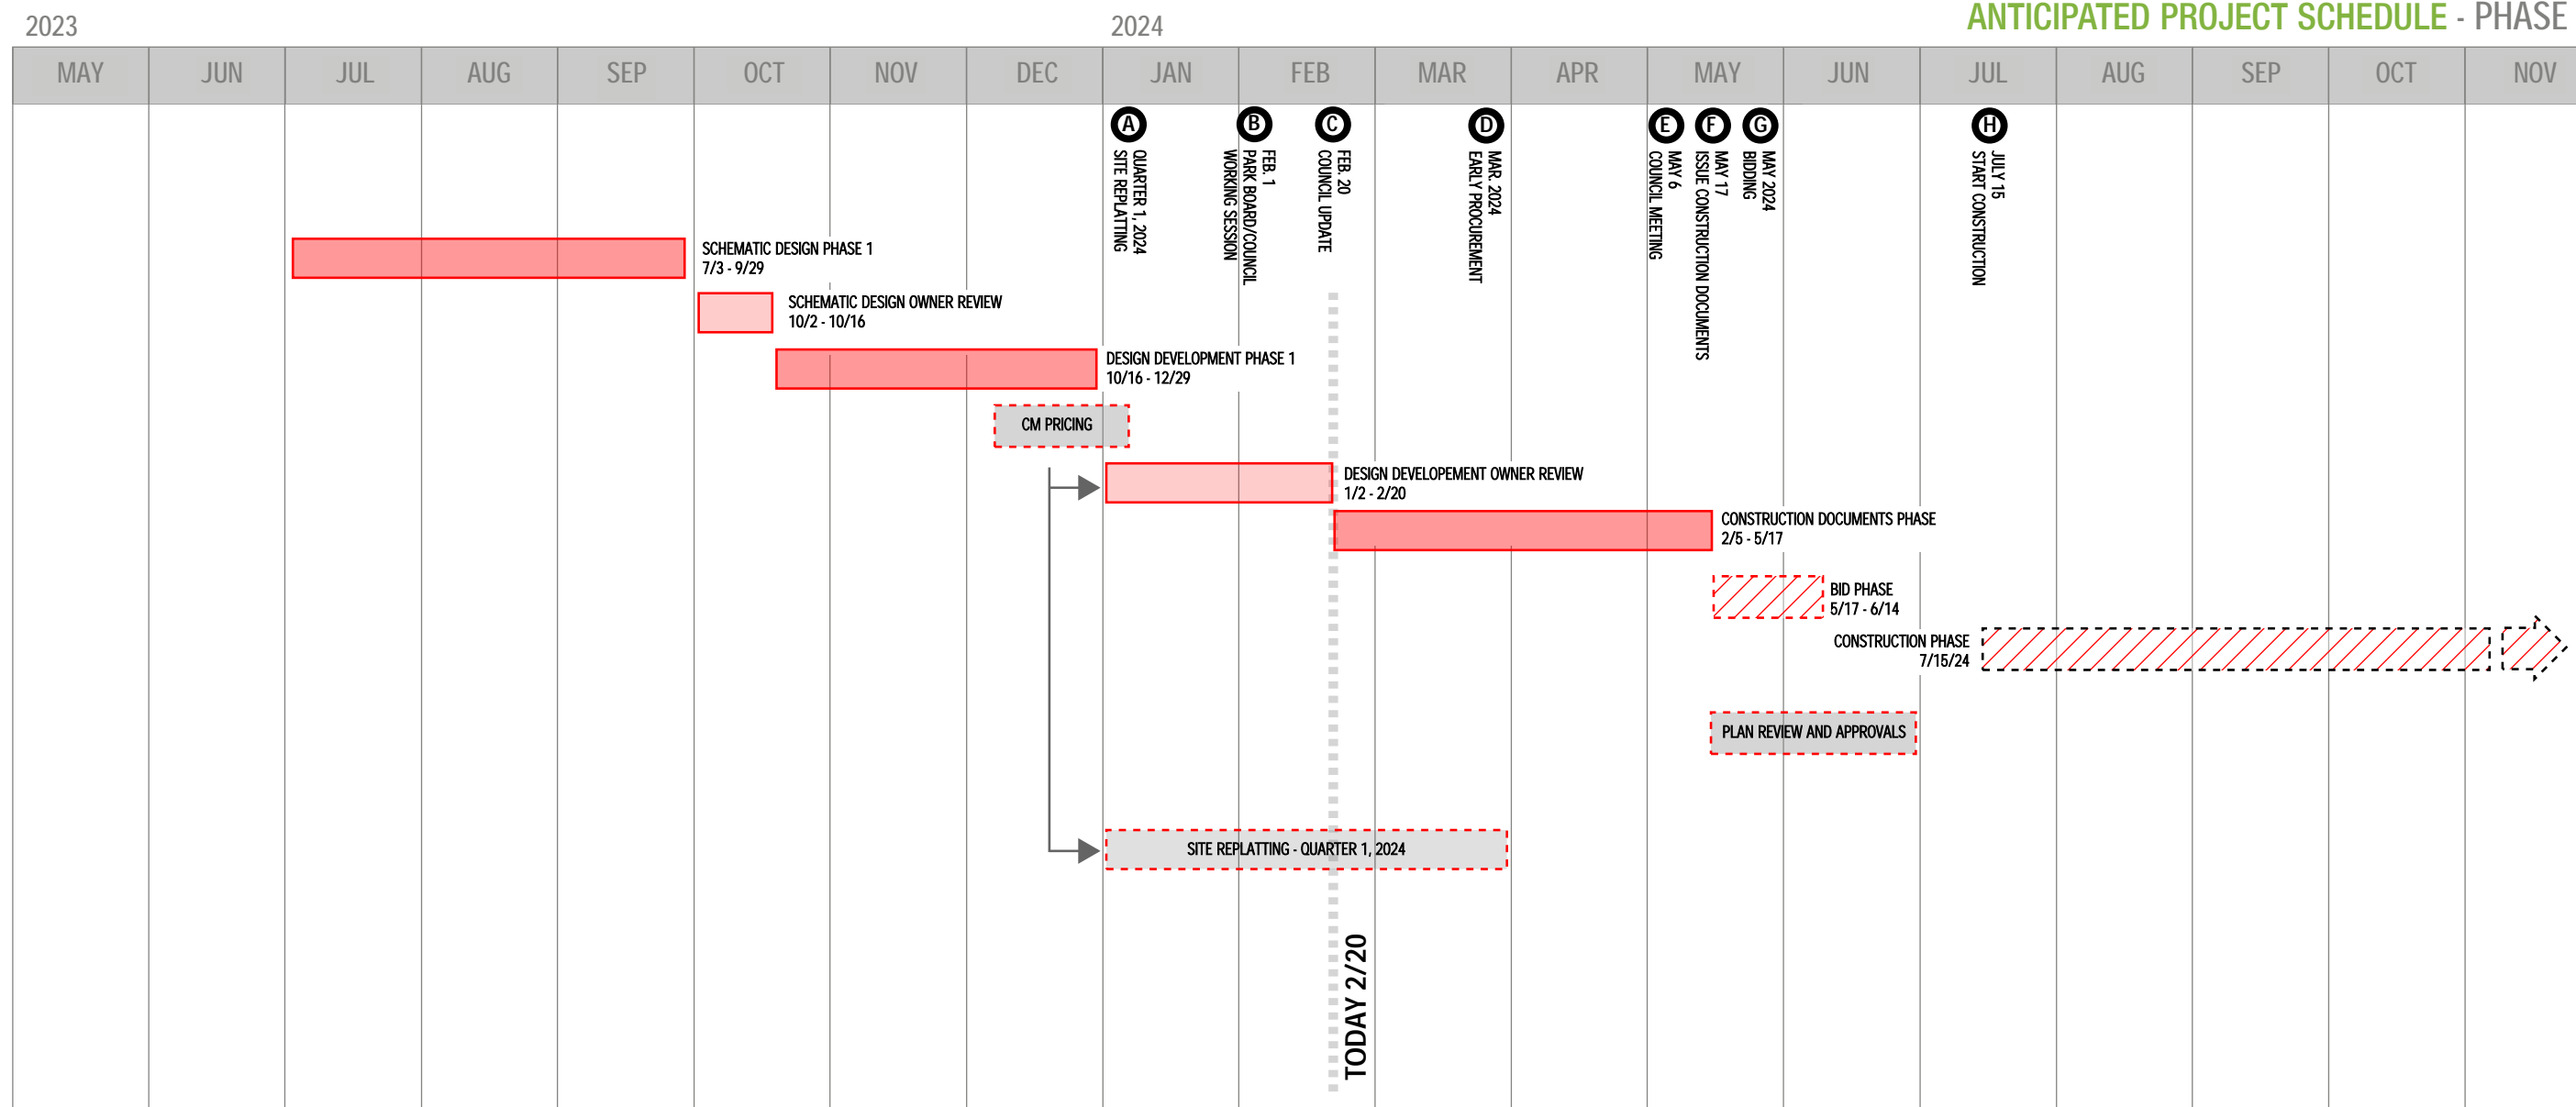 2023
2024
ANTICIPATED PROJECT SCHEDULE - PHASE
MAY JUN JUL AUG SEP OCT NOV DEC JAN FEB MAR APR MAY JUN JUL AUG SEP OCT NOV
A
QUARTER 1, 2024
SITE REPLATTING
B
FEB. 1
PARK BOARD/COUNCIL
WORKING SESSION
C
FEB. 20
COUNCIL UPDATE
D
MAR. 2024
EARLY PROCUREMENT
E
MAY 6
COUNCIL MEETING
F
MAY 17
ISSUE CONSTRUCTION DOCUMENTS
G
MAY 2024
BIDDING
H
JULY 15
START CONSTRUCTION
SCHEMATIC DESIGN PHASE 1
7/3 - 9/29
SCHEMATIC DESIGN OWNER REVIEW
10/2 - 10/16
DESIGN DEVELOPMENT PHASE 1
10/16 - 12/29
CM PRICING
DESIGN DEVELOPEMENT OWNER REVIEW
1/2 - 2/20
CONSTRUCTION DOCUMENTS PHASE
2/5 - 5/17
BID PHASE
5/17 - 6/14
CONSTRUCTION PHASE
7/15/24
PLAN REVIEW AND APPROVALS
SITE REPLATTING - QUARTER 1, 2024
TODAY 2/20